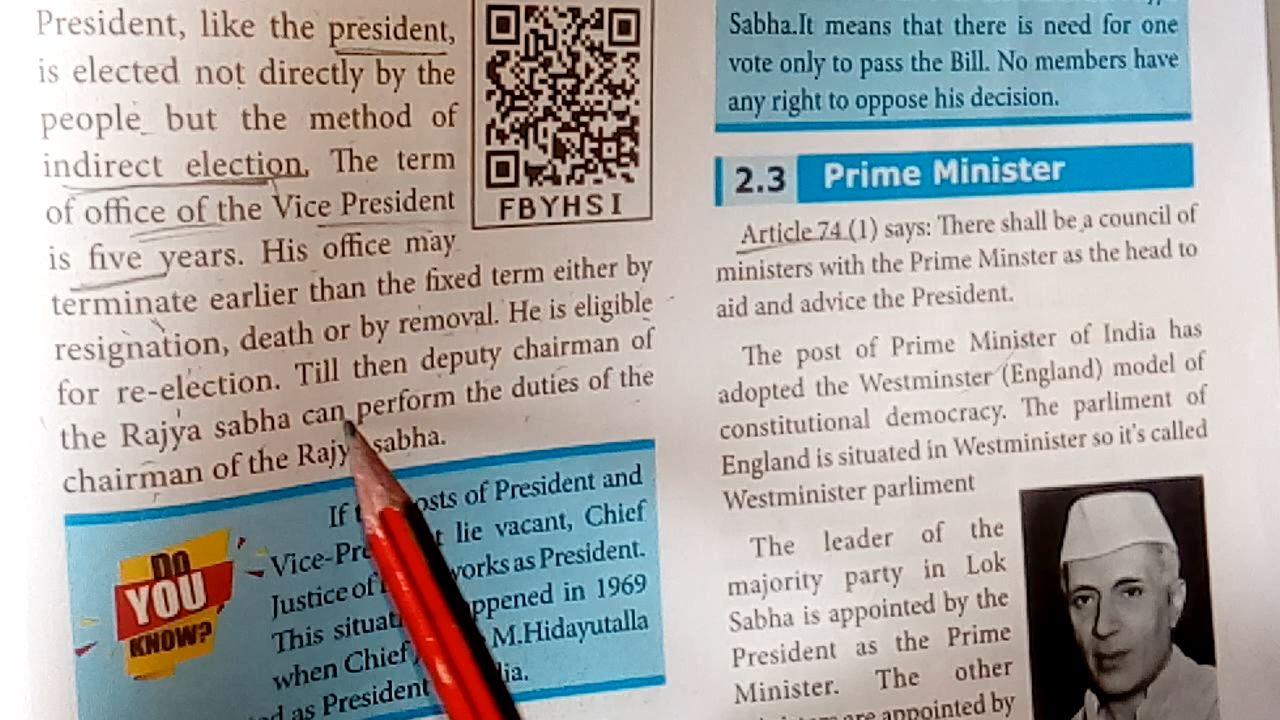 President, like the president,
is elected not directly by the
people but the method of
indirect election. The term
of office of the Vice President
is five years. His office may
terminate earlier than the fixed term either by
resignation, death or by removal. He is eligible
for re-election. Till then deputy chairman of
the Rajya sabha can perform the duties of the
chairman of the Rajy sabha.
FBYHSI
DO
YOU
KNOW?
If osts of President and
Vice-Pre lie vacant, Chief
Justice of works as President.
This situat ppened in 1969
when Chief M.Hidayutalla
as President
Sabha.It means that there is need for one
vote only to pass the Bill. No members have
any right to oppose his decision.
2.3 Prime Minister
Article 74 (1) says: There shall be a council of
ministers with the Prime Minster as the head to
aid and advice the President.
The post of Prime Minister of India has
adopted the Westminster (England) model of
constitutional democracy. The parliment of
England is situated in Westminister so it's called
Westminister parliment
The leader of the
majority party in Lok
Sabha is appointed by the
President as the Prime
Minister. The other
are appointed by